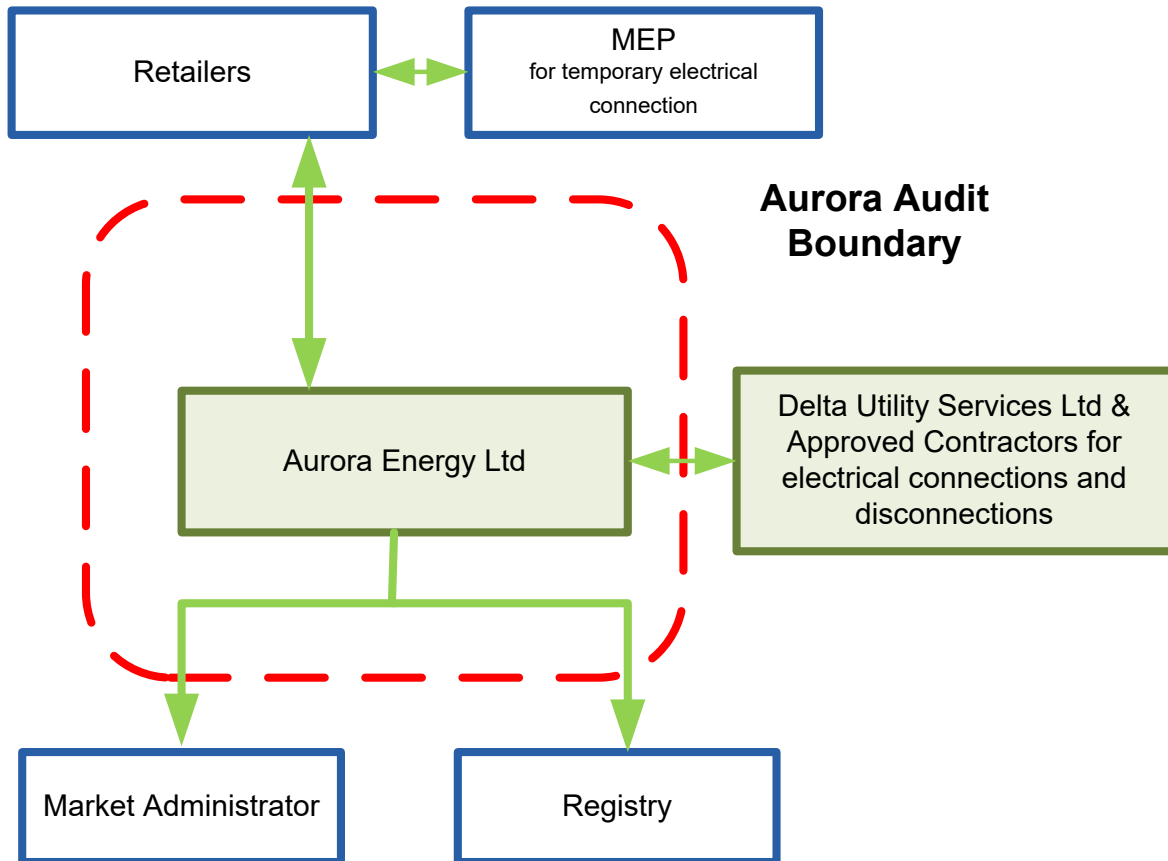 Retailers
MEP
for temporary electrical
connection
Aurora Audit
Boundary
Aurora Energy Ltd
Delta Utility Services Ltd &
Approved Contractors for
electrical connections and
disconnections
Market Administrator
Registry